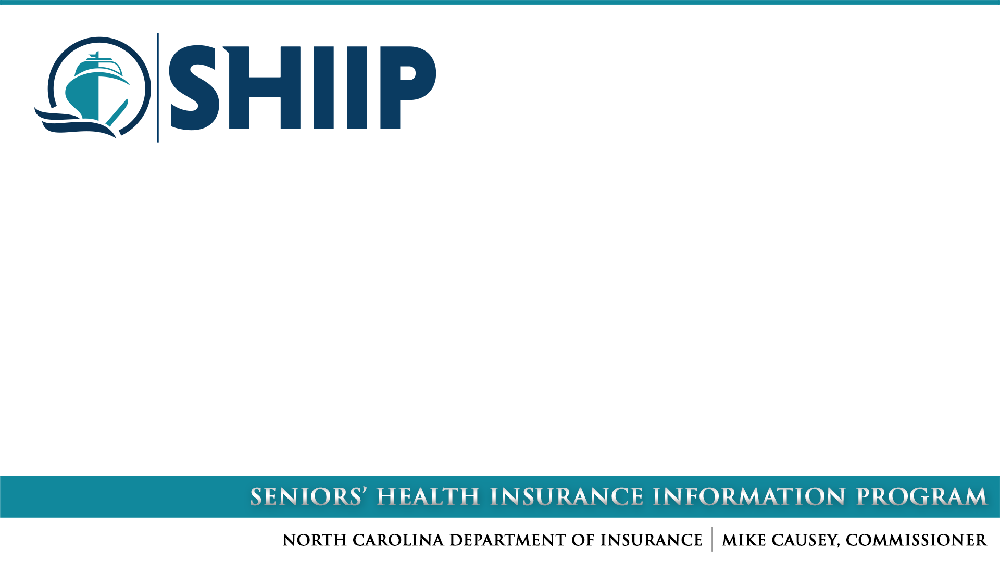 SHIIP
SENIORS’ HEALTH INSURANCE INFORMATION PROGRAM
NORTH CAROLINA DEPARTMENT OF INSURANCE | MIKE CAUSEY, COMMISSIONER